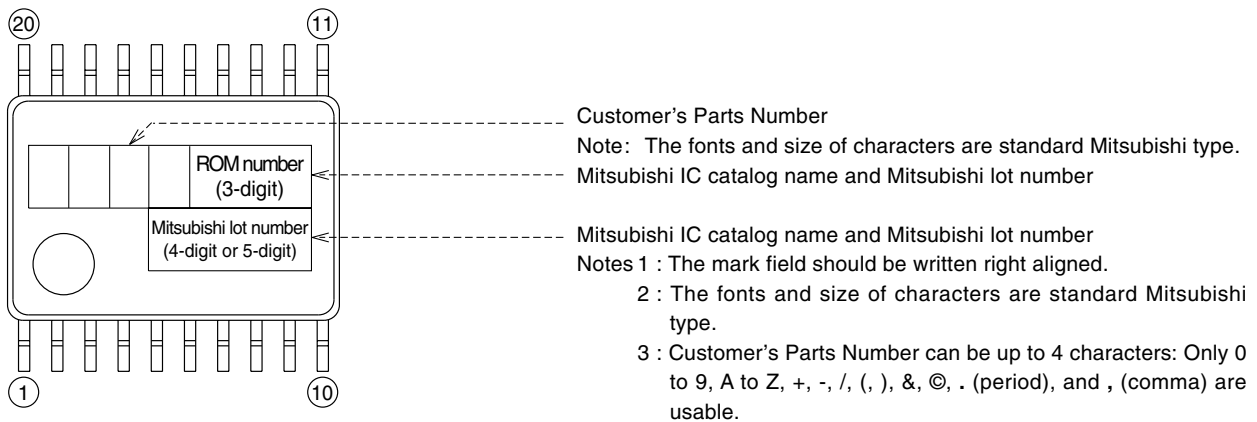 20 11
Customer’s Parts Number
Note: The fonts and size of characters are standard Mitsubishi type.
ROM number
(3-digit)
Mitsubishi IC catalog name and Mitsubishi lot number
Mitsubishi lot number
(4-digit or 5-digit)
Mitsubishi IC catalog name and Mitsubishi lot number
Notes 1 : The mark field should be written right aligned.
2 : The fonts and size of characters are standard Mitsubishi
type.
3 : Customer’s Parts Number can be up to 4 characters: Only 0
to 9, A to Z, +, -, /, (, ), &, ©, . (period), and , (comma) are
usable.
1 10